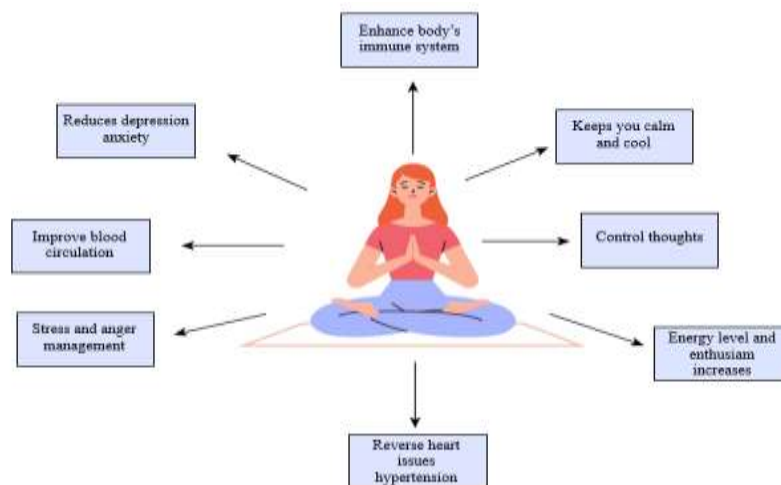 Enhance body's
immune system
Reduces depression
anxiety
Keeps you calm
and cool
Improve blood
circulation
Control thoughts
Stress and anger
management
Energy level and
enthusiam
increases
Reverse heart
issues
hypertension